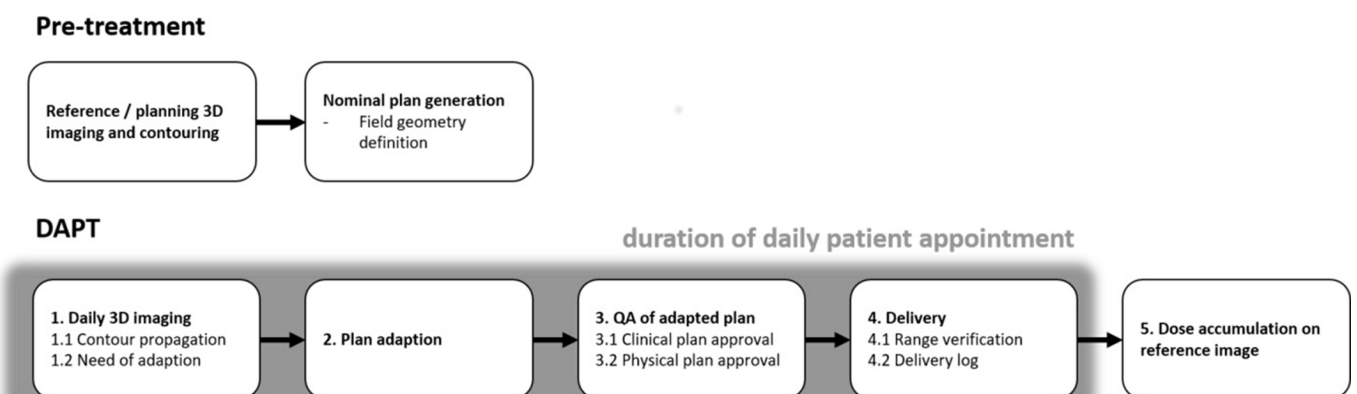 Pre-treatment
Reference / planning 3D
imaging and contouring
Nominal plan generation
- Field geometry
definition
DAPT
duration of daily patient appointment
1. Daily 3D imaging
1.1 Contour propagation
1.2 Need of adaption
2. Plan adaption
3. QA of adapted plan
3.1 Clinical plan approval
3.2 Physical plan approval
4. Delivery
4.1 Range verification
4.2 Delivery log
5. Dose accumulation on
reference image